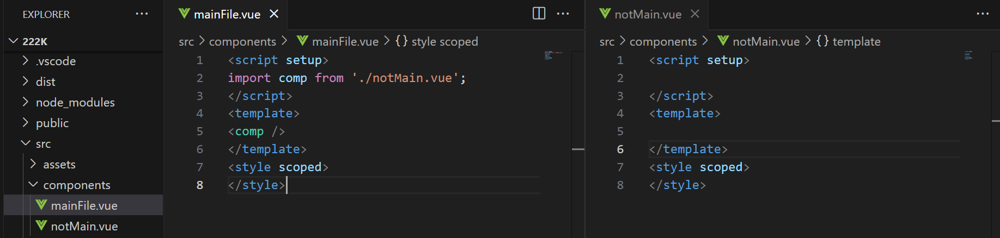 EXPLORER ...
222K
.vscode
dist
node_modules
public
src
assets
components
mainFile.vue
notMain.vue
mainFile.vue
src > components > mainFile.vue > {} style scoped
1 <script setup>
2 import comp from './notMain.vue';
3 </script>
4 <template>
5 <comp />
6 </template>
7 <style scoped>
8 </style>
notMain.vue
src > components > notMain.vue > {} template
1 <script setup>
2
3 </script>
4 <template>
5
6 </template>
7 <style scoped>
8 </style>